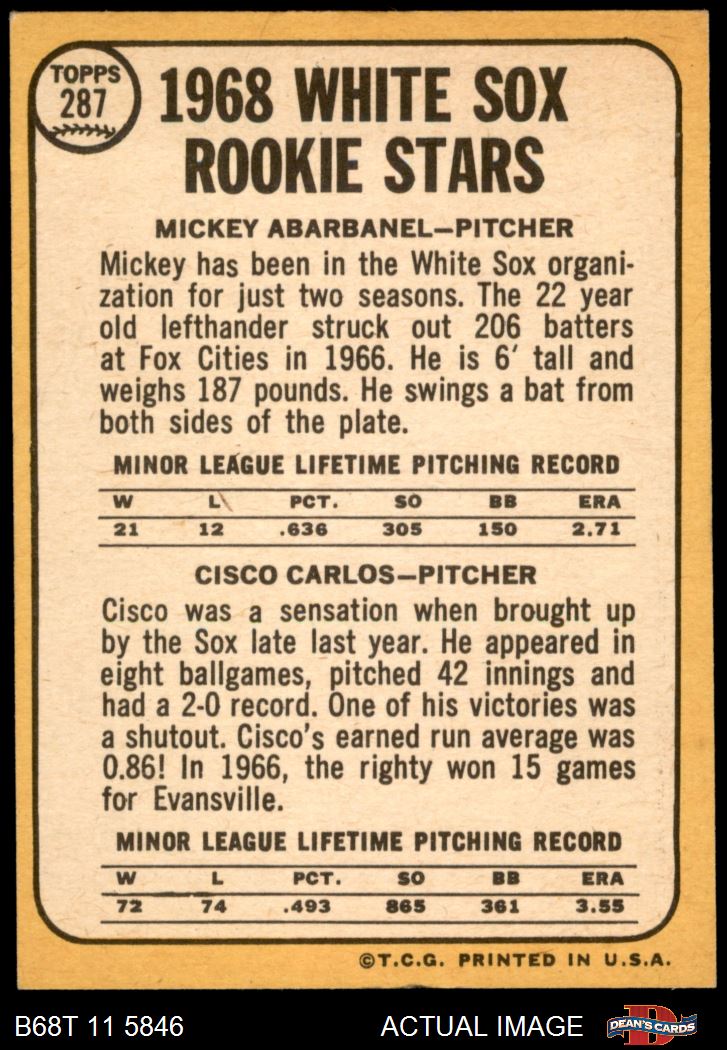 TOPPS
287
1968 WHITE SOX
ROOKIE STARS
MICKEY ABARBANEL—PITCHER
Mickey has been in the White Sox organi-
zation for just two seasons. The 22 year
old lefthander struck out 206 batters
at Fox Cities in 1966. He is 6′ tall and
weighs 187 pounds. He swings a bat from
both sides of the plate.
MINOR LEAGUE LIFETIME PITCHING RECORD
W L PCT. SO BB ERA
21 12 .636 305 150 2.71
CISCO CARLOS—PITCHER
Cisco was a sensation when brought up
by the Sox late last year. He appeared in
eight ballgames, pitched 42 innings and
had a 2-0 record. One of his victories was
a shutout. Cisco's earned run average was
0.86! In 1966, the righty won 15 games
for Evansville.
MINOR LEAGUE LIFETIME PITCHING RECORD
W L PCT. SO BB ERA
72 74 .493 865 361 3.55
©T.C.G. PRINTED IN U.S.A.
B68T 11 5846 ACTUAL IMAGE D DEAN'S CARDS